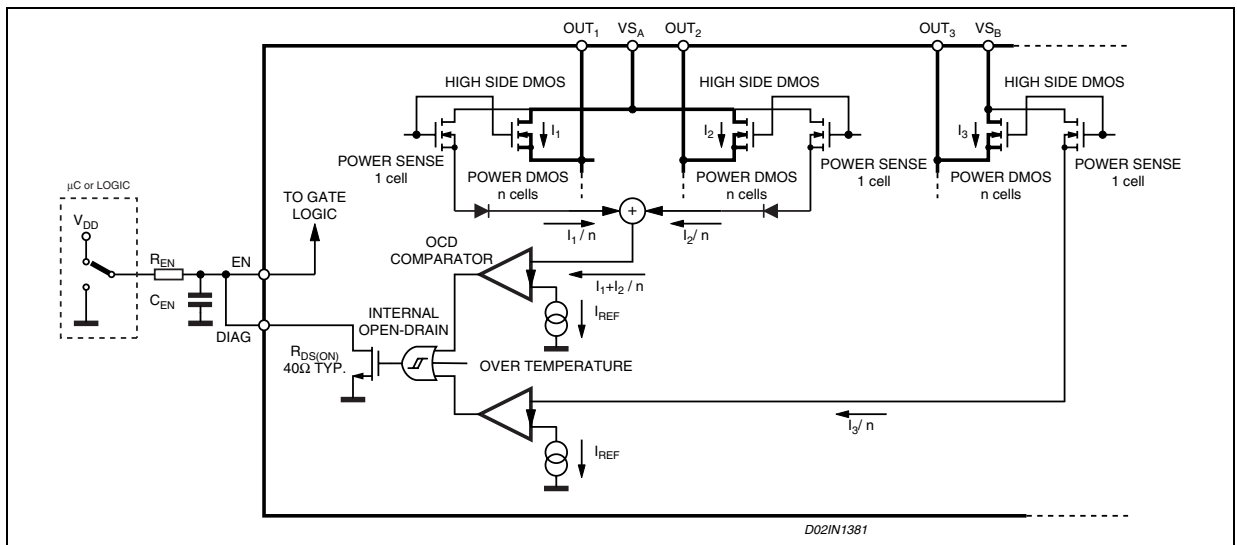 OUT1 VSA OUT2 OUT3 VSB
HIGH SIDE DMOS HIGH SIDE DMOS HIGH SIDE DMOS
I1 I2 I3
POWER SENSE
1 cell
POWER DMOS
n cells
POWER DMOS
n cells
POWER SENSE
1 cell
POWER DMOS
n cells
POWER SENSE
1 cell
μC or LOGIC
TO GATE
LOGIC
VDD
+
I1 / n I2/ n
OCD
COMPARATOR
REN
EN
I1+I2 / n
CEN
IREF
INTERNAL
OPEN-DRAIN
DIAG
RDS(ON)
40Ω TYP.
OVER TEMPERATURE
I3/ n
IREF
D02IN1381